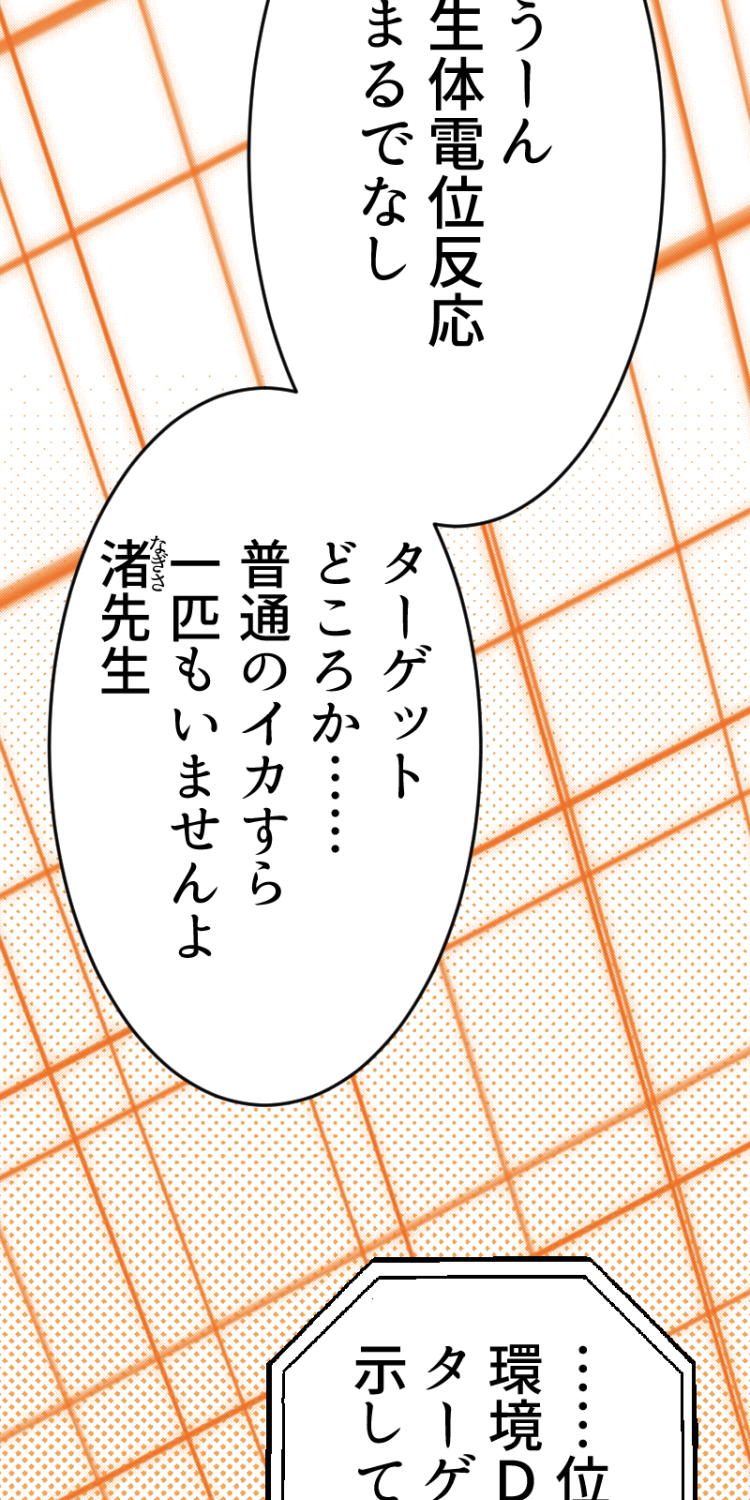 うーん
生体電位反応
まるでなし
ターゲット
どころか……
普通のイカすら
一匹もいませんよ
渚先生
なぎさ
……位
環境D
ターゲ
示して